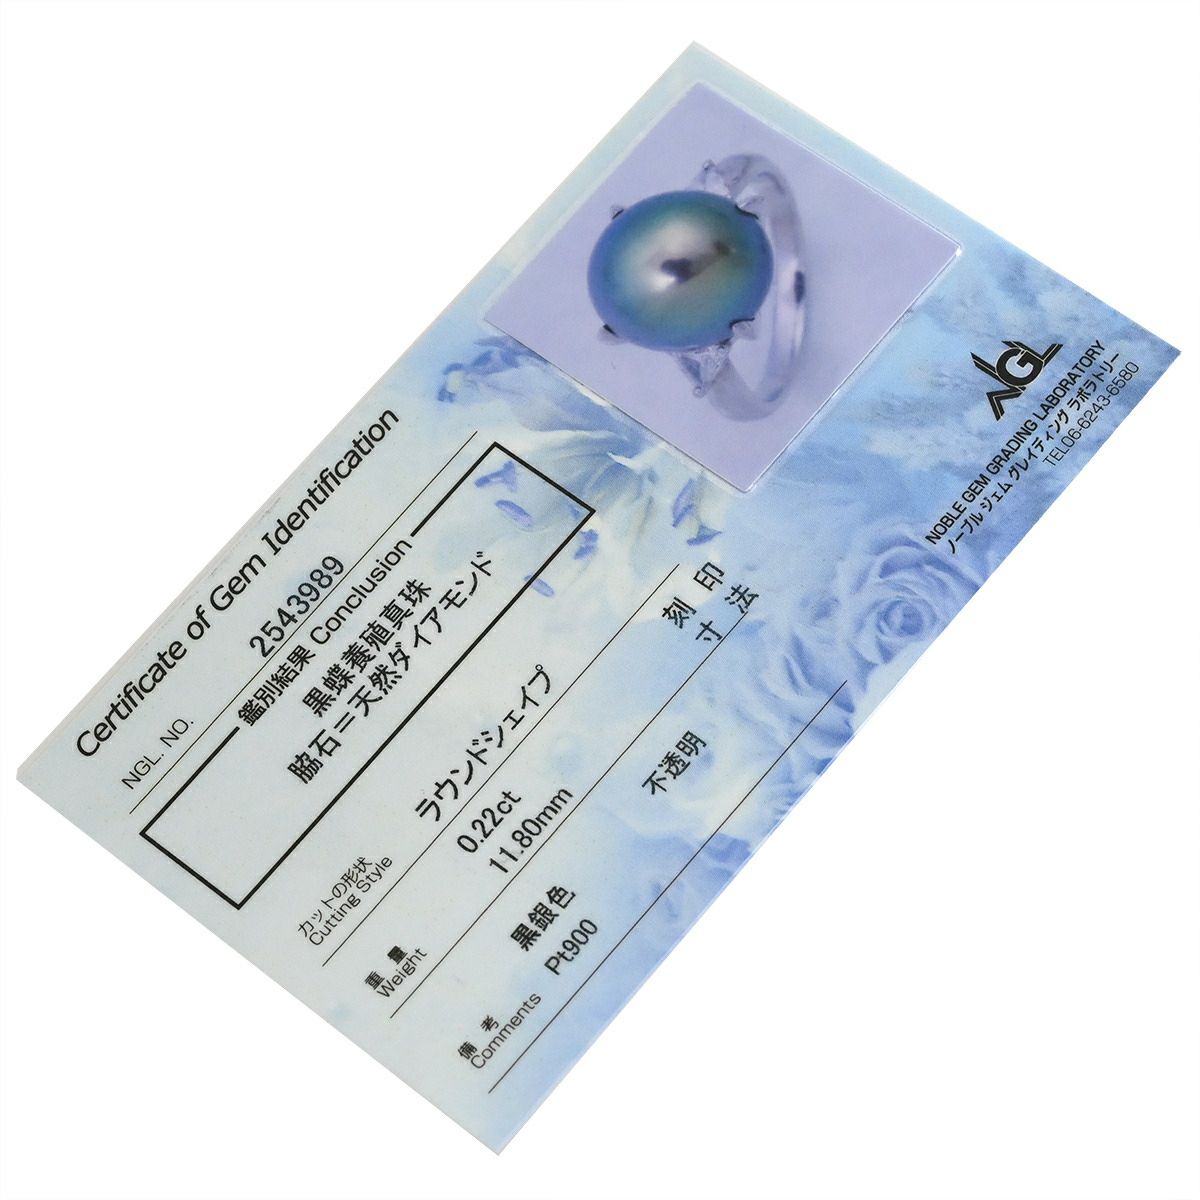 Certificate of Gem Identification
NGL. NO. 2543989
鑑別結果 Conclusion
黒蝶養殖真珠
脇石＝天然ダイアモンド
カットの形状
Cutting Style
ラウンドシェイプ
刻印
重量
Weight
0.22ct
11.80mm
寸法
不透明
備考
Comments
黒銀色
Pt900
NGL
NOBLE GEM GRADING LABORATORY
ノーブル ジェム グレイディング ラボラトリー
TEL06-6243-6580